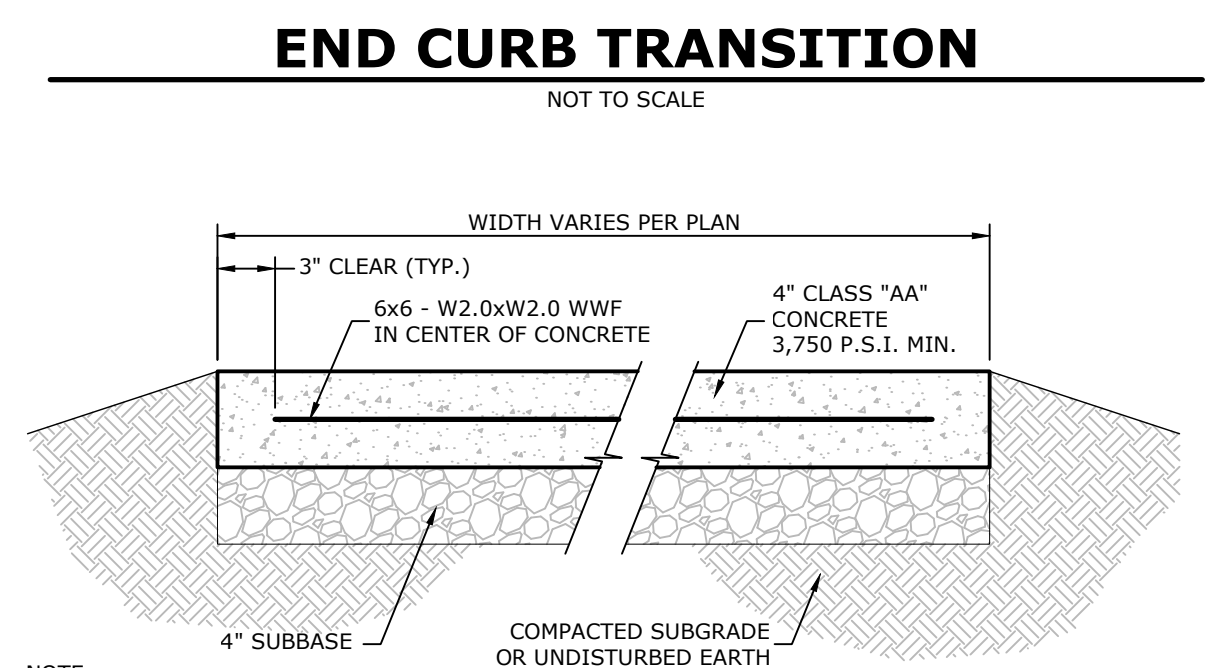 END CURB TRANSITION
NOT TO SCALE
WIDTH VARIES PER PLAN
3" CLEAR (TYP.)
6x6 - W2.0xW2.0 WWF
IN CENTER OF CONCRETE
4" CLASS "AA"
CONCRETE
3,750 P.S.I. MIN.
4" SUBBASE
COMPACTED SUBGRADE
OR UNDISTURBED EARTH
NOTE